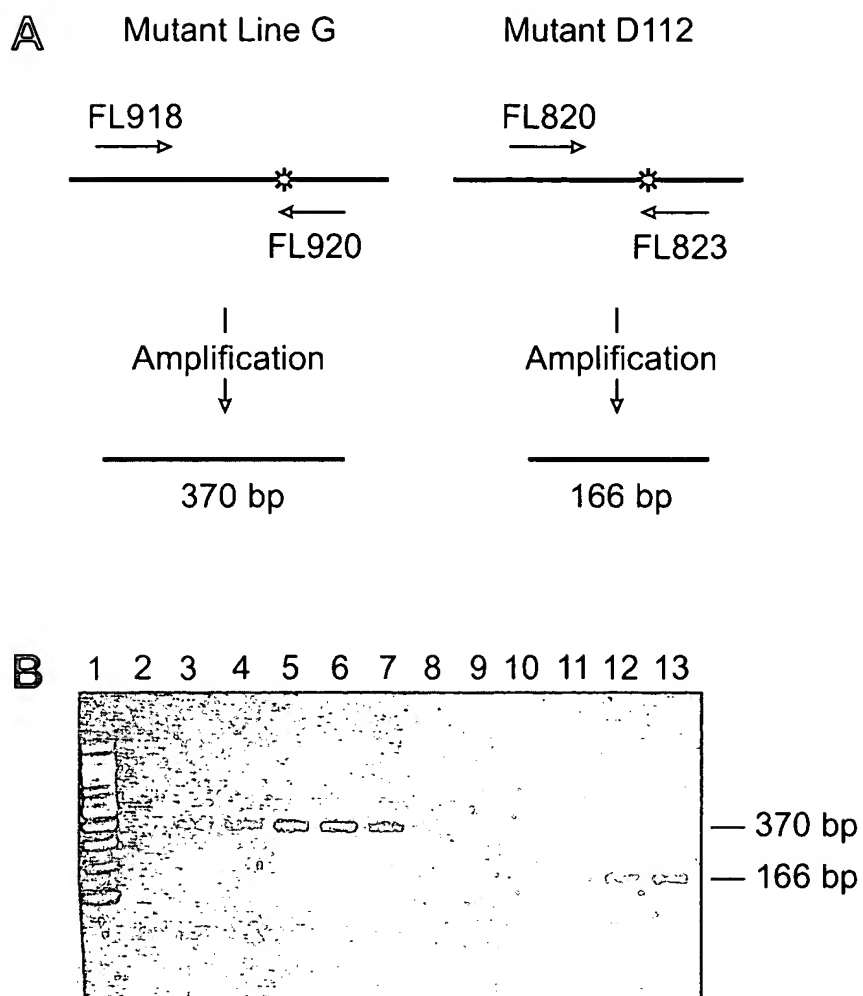 A Mutant Line G Mutant D112
FL918 FL820
FL920 FL823
Amplification Amplification
370 bp 166 bp
B 1 2 3 4 5 6 7 8 9 10 11 12 13
370 bp
166 bp